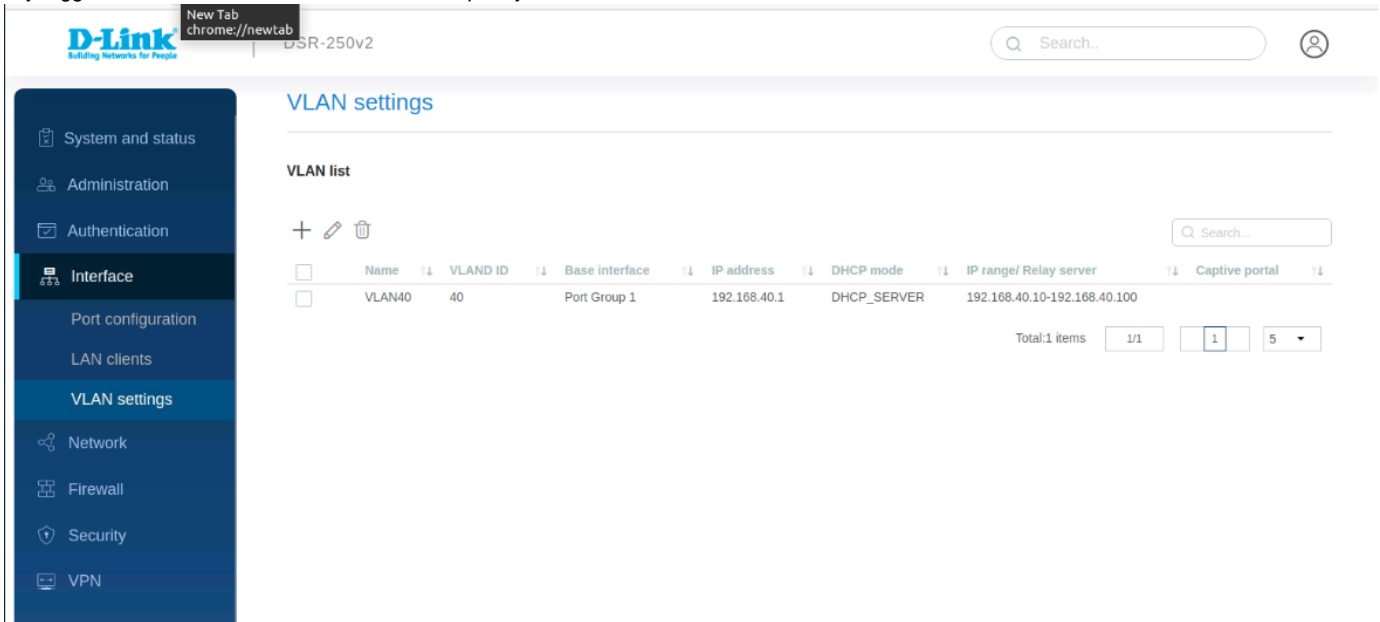 New Tab
chrome://newtab
D-Link
Building Networks for People
DSR-250v2
Search..
VLAN settings
System and status
Administration
Authentication
Interface
Port configuration
LAN clients
VLAN settings
Network
Firewall
Security
VPN
VLAN list
Search...
Name VLAND ID Base interface IP address DHCP mode IP range/ Relay server Captive portal
VLAN40 40 Port Group 1 192.168.40.1 DHCP_SERVER 192.168.40.10-192.168.40.100
Total:1 items 1/1 1 5